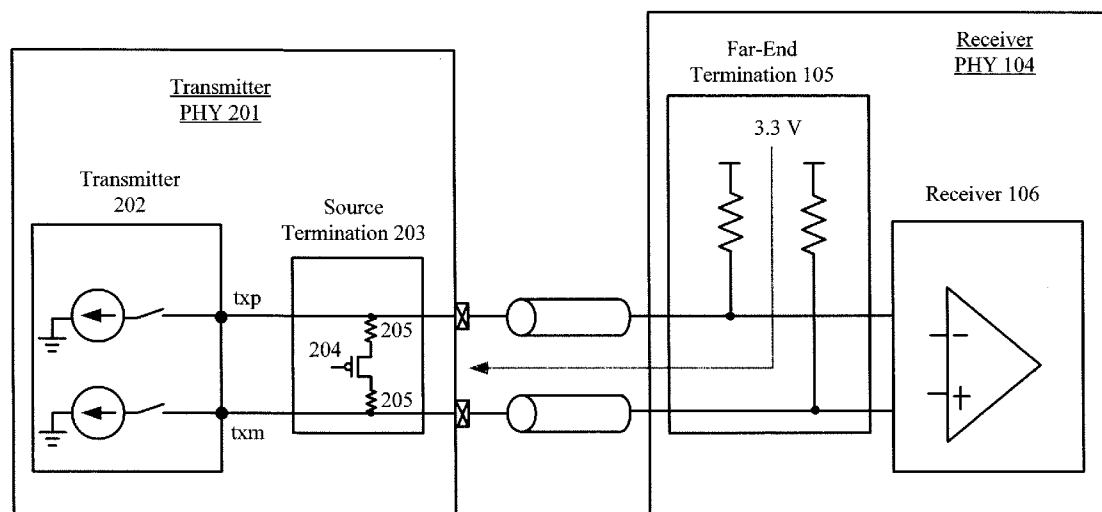 Transmitter
PHY 201
Receiver
PHY 104
Far-End
Termination 105
3.3 V
Transmitter
202
Source
Termination 203
Receiver 106
txp
205
204
205
txm